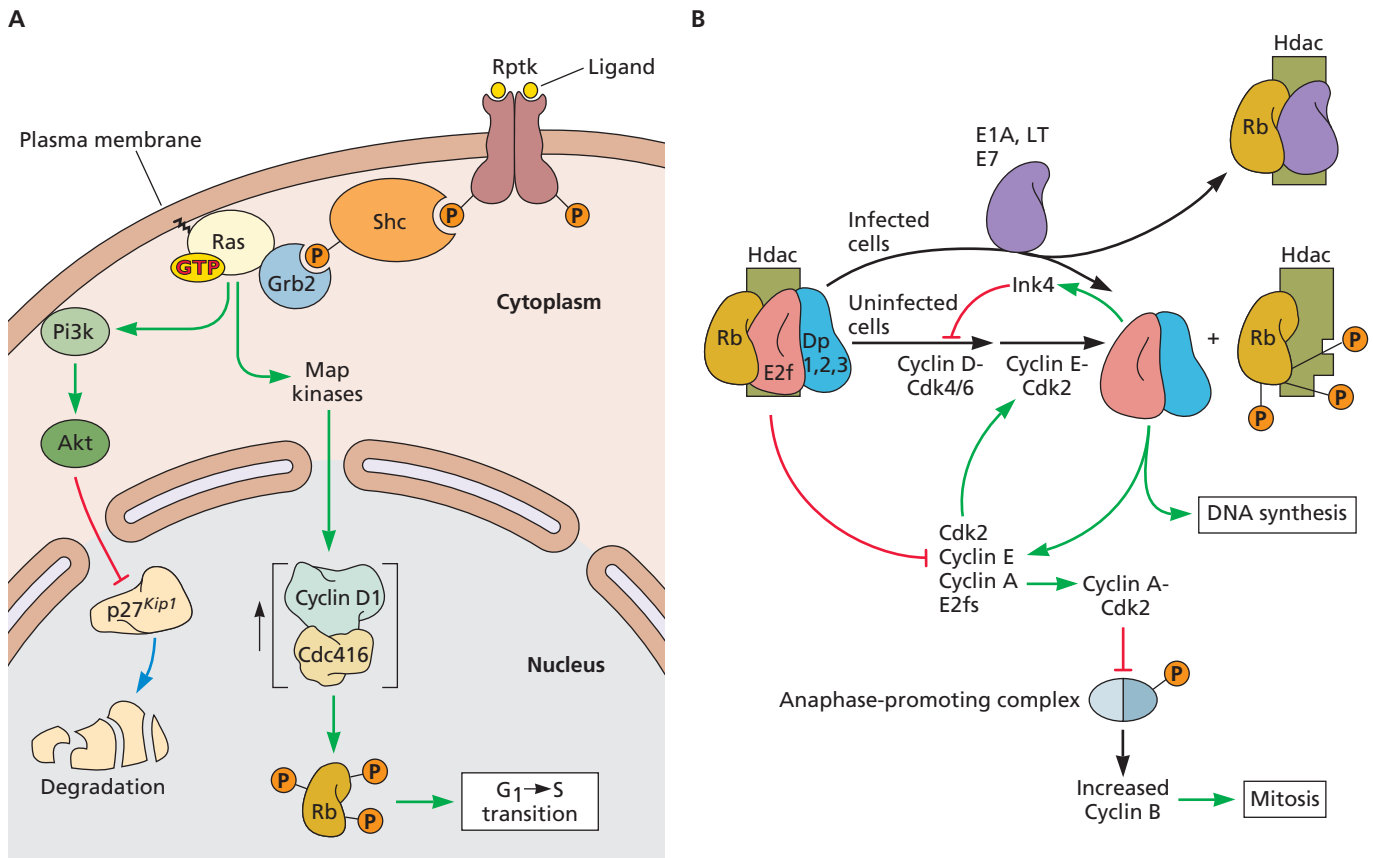 A
Rptk
Ligand
Plasma membrane
P
P
Shc
Ras
P
GTP
Grb2
Cytoplasm
Pi3k
Map
kinases
Akt
p27Kip1
Cyclin D1
Cdc416
Nucleus
Degradation
P
P
Rb
P
G1→S
transition
B
Hdac
Rb
E1A, LT
E7
Infected
cells
Hdac
Hdac
Ink4
Uninfected
cells
Rb
E2f
Dp
1,2,3
Cyclin D-
Cdk4/6
Cyclin E-
Cdk2
+
Rb
P
P
P
DNA synthesis
Cdk2
Cyclin E
Cyclin A
E2fs
Cyclin A-
Cdk2
P
Anaphase-promoting complex
Increased
Cyclin B
Mitosis